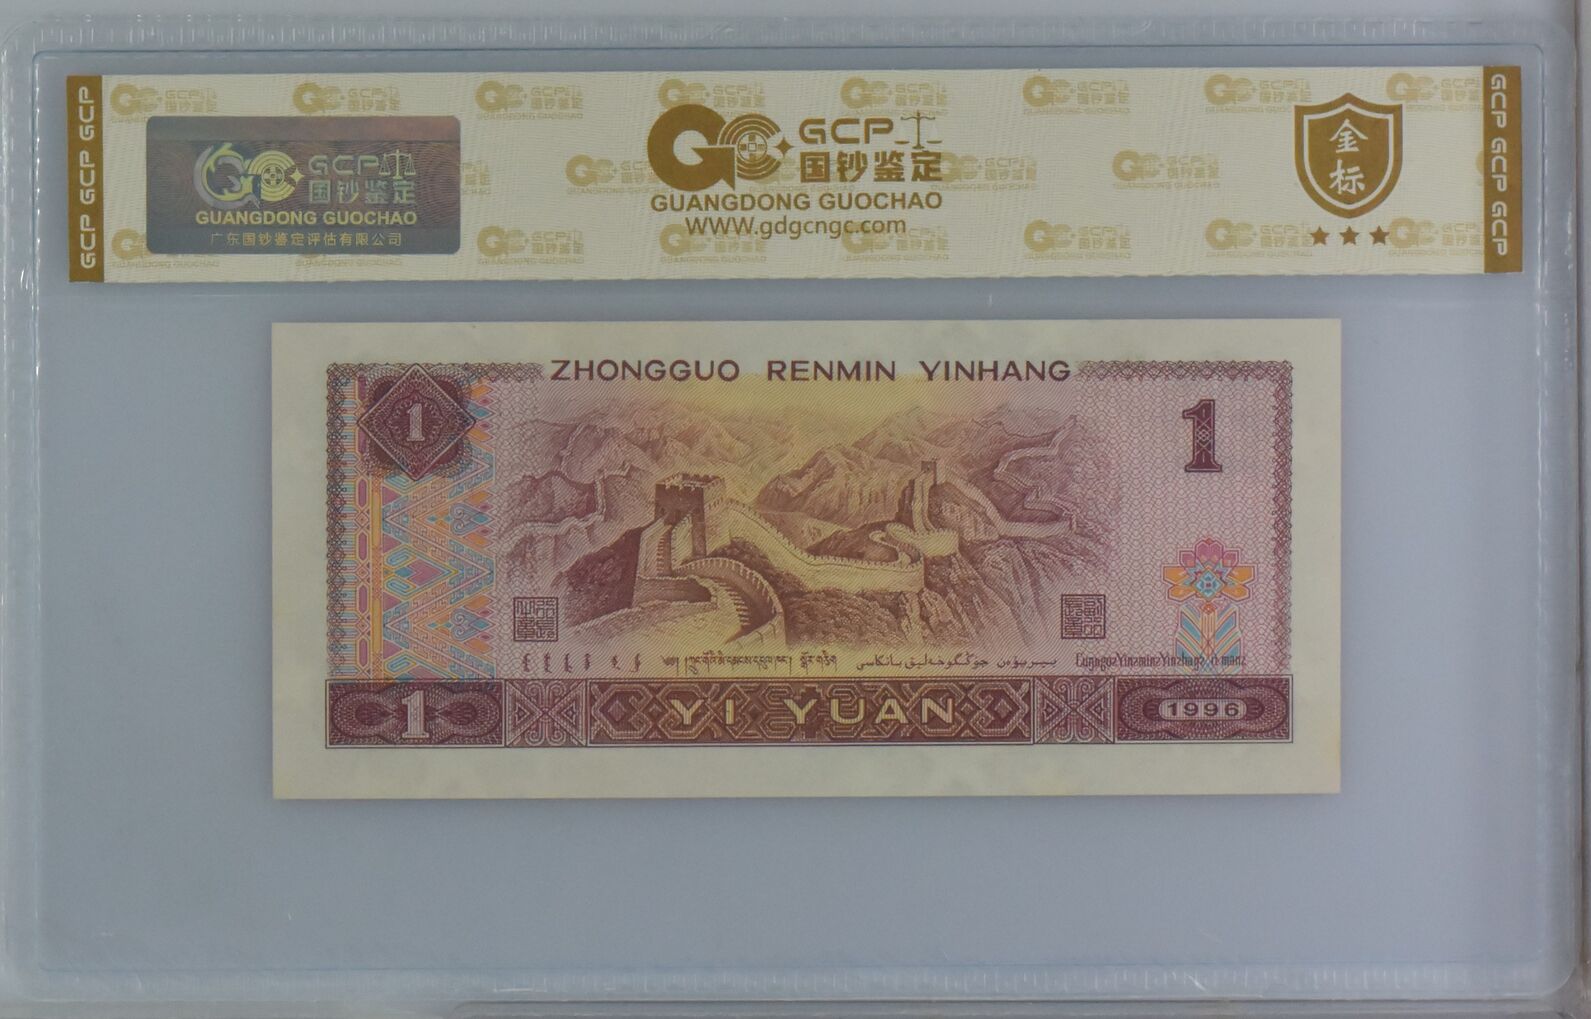 GCP GCP GCP
GCP
国钞鉴定
GUANGDONG GUOCHAO
广东国钞鉴定评估有限公司
GCP
国钞鉴定
GUANGDONG GUOCHAO
WWW.gdgcngc.com
金
标
GCP GCP GCP
ZHONGGUO RENMIN YINHANG
1
1
1
YI YUAN
1996